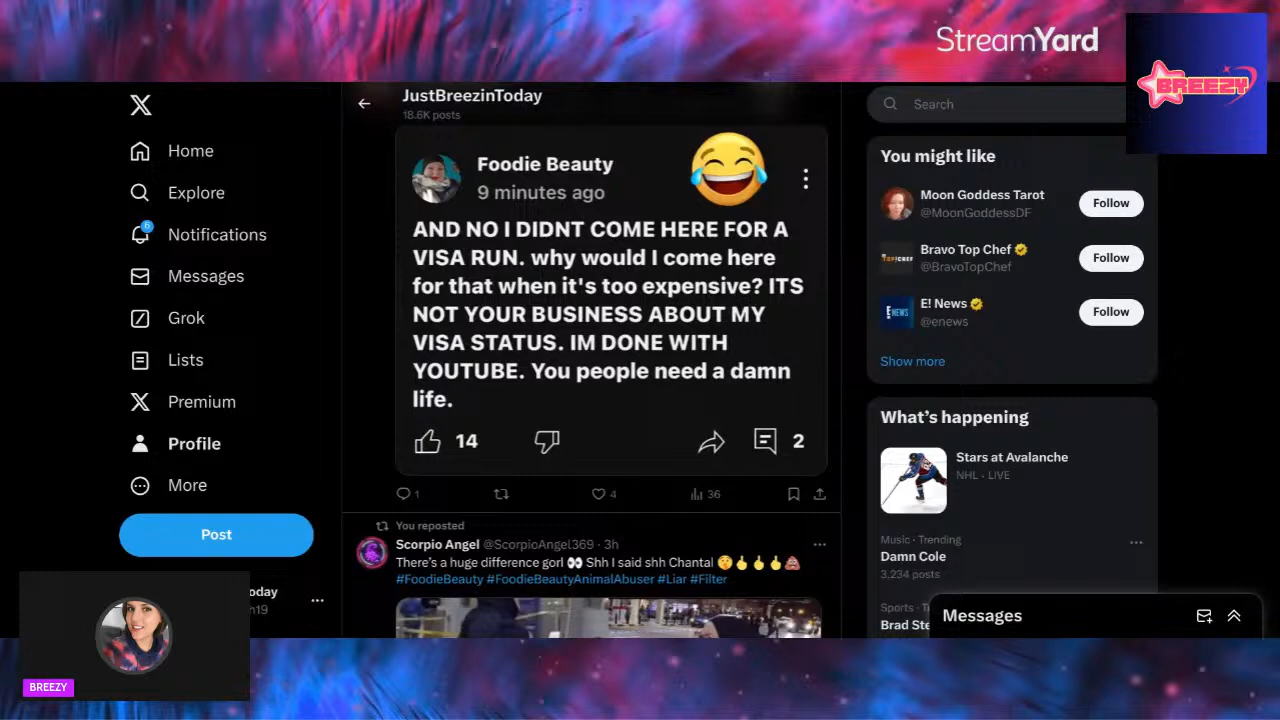 StreamYard
BREEZY
JustBreezinToday
18.6K posts
Search
Home
Explore
6
Notifications
Messages
Grok
Lists
Premium
Profile
More
Post
oday
h19
BREEZY
Foodie Beauty
9 minutes ago
AND NO I DIDNT COME HERE FOR A
VISA RUN. why would I come here
for that when it's too expensive? ITS
NOT YOUR BUSINESS ABOUT MY
VISA STATUS. IM DONE WITH
YOUTUBE. You people need a damn
life.
14
2
1
4
36
You reposted
Scorpio Angel @ScorpioAngel369 · 3h
There's a huge difference gorl 👀 Shh I said shh Chantal 🤫🖕🖕🖕💩
#FoodieBeauty #FoodieBeautyAnimalAbuser #Liar #Filter
You might like
Moon Goddess Tarot
@MoonGoddessDF
Follow
Bravo Top Chef
@BravoTopChef
Follow
TOP CHEF
E! News
@enews
Follow
E NEWS
Show more
What's happening
Stars at Avalanche
NHL · LIVE
Music · Trending
Damn Cole
3,234 posts
Sports · T
Brad Ste
Messages